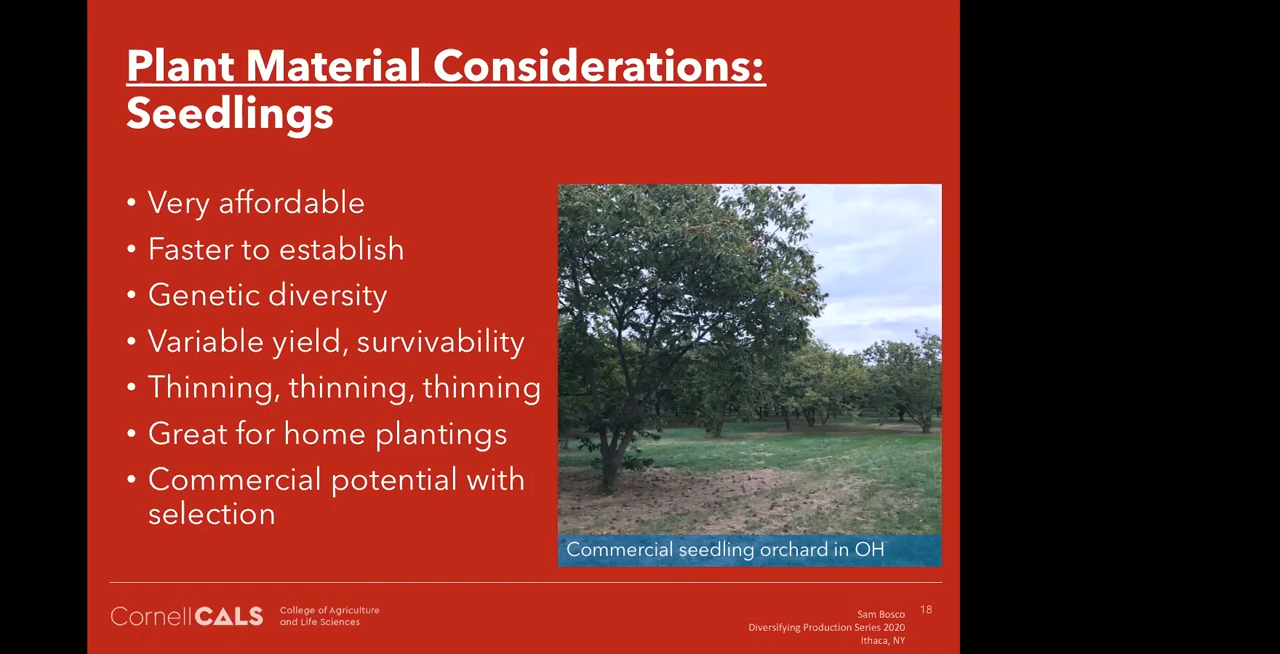 Plant Material Considerations:
Seedlings
• Very affordable
• Faster to establish
• Genetic diversity
• Variable yield, survivability
• Thinning, thinning, thinning
• Great for home plantings
• Commercial potential with
selection
Commercial seedling orchard in OH
CornellCALS
College of Agriculture
and Life Sciences
Sam Bosco
Diversifying Production Series 2020
Ithaca, NY
18